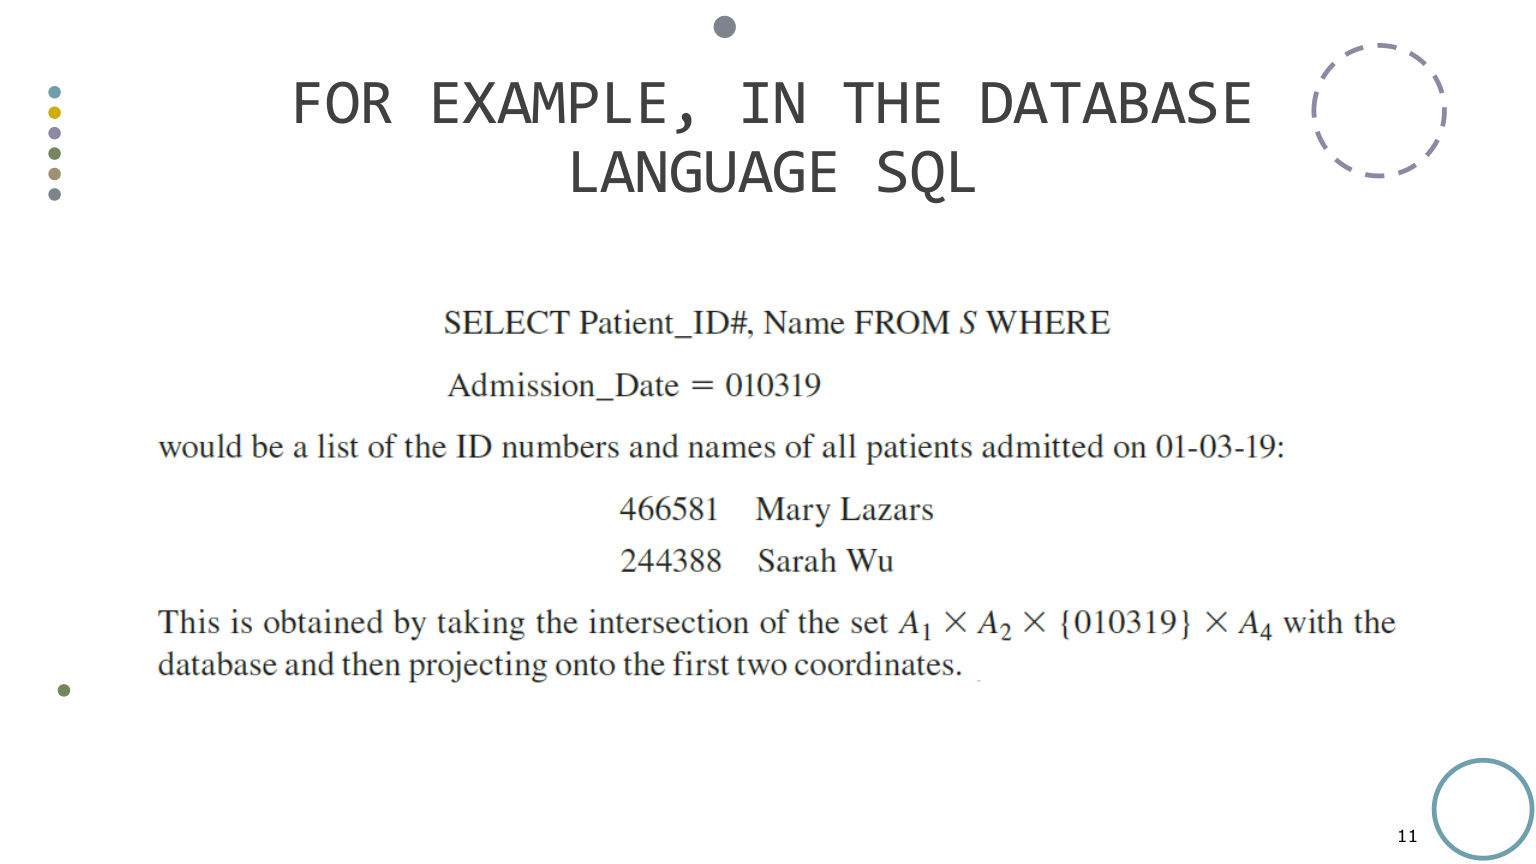 FOR EXAMPLE, IN THE DATABASE
LANGUAGE SQL
SELECT Patient_ID#, Name FROM S WHERE
Admission_Date = 010319
would be a list of the ID numbers and names of all patients admitted on 01-03-19:
466581 Mary Lazars
244388 Sarah Wu
This is obtained by taking the intersection of the set A₁ × A₂ × {010319} × A₄ with the
database and then projecting onto the first two coordinates.
11